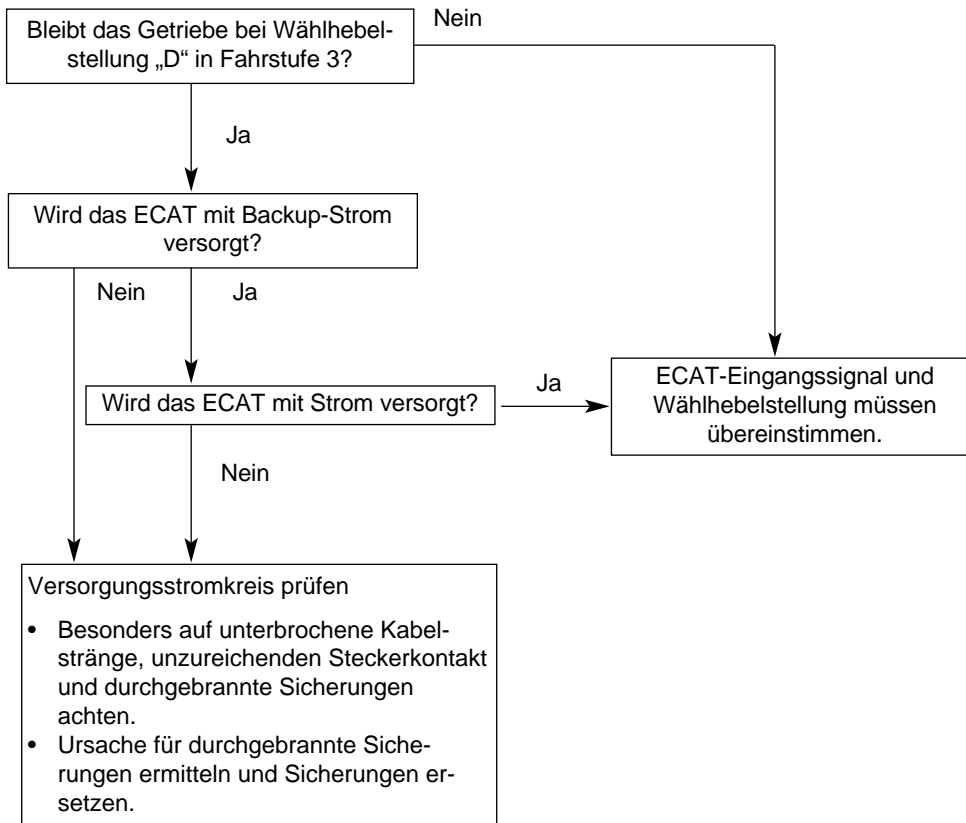 Bleibt das Getriebe bei Wählhebel-
stellung „D“ in Fahrstufe 3?
Nein
Ja
Wird das ECAT mit Backup-Strom
versorgt?
Nein
Ja
Wird das ECAT mit Strom versorgt?
Ja
ECAT-Eingangssignal und
Wählhebelstellung müssen
übereinstimmen.
Nein
Versorgungsstromkreis prüfen
• Besonders auf unterbrochene Kabel-
stränge, unzureichenden Steckerkontakt
und durchgebrannte Sicherungen
achten.
• Ursache für durchgebrannte Siche-
rungen ermitteln und Sicherungen er-
setzen.